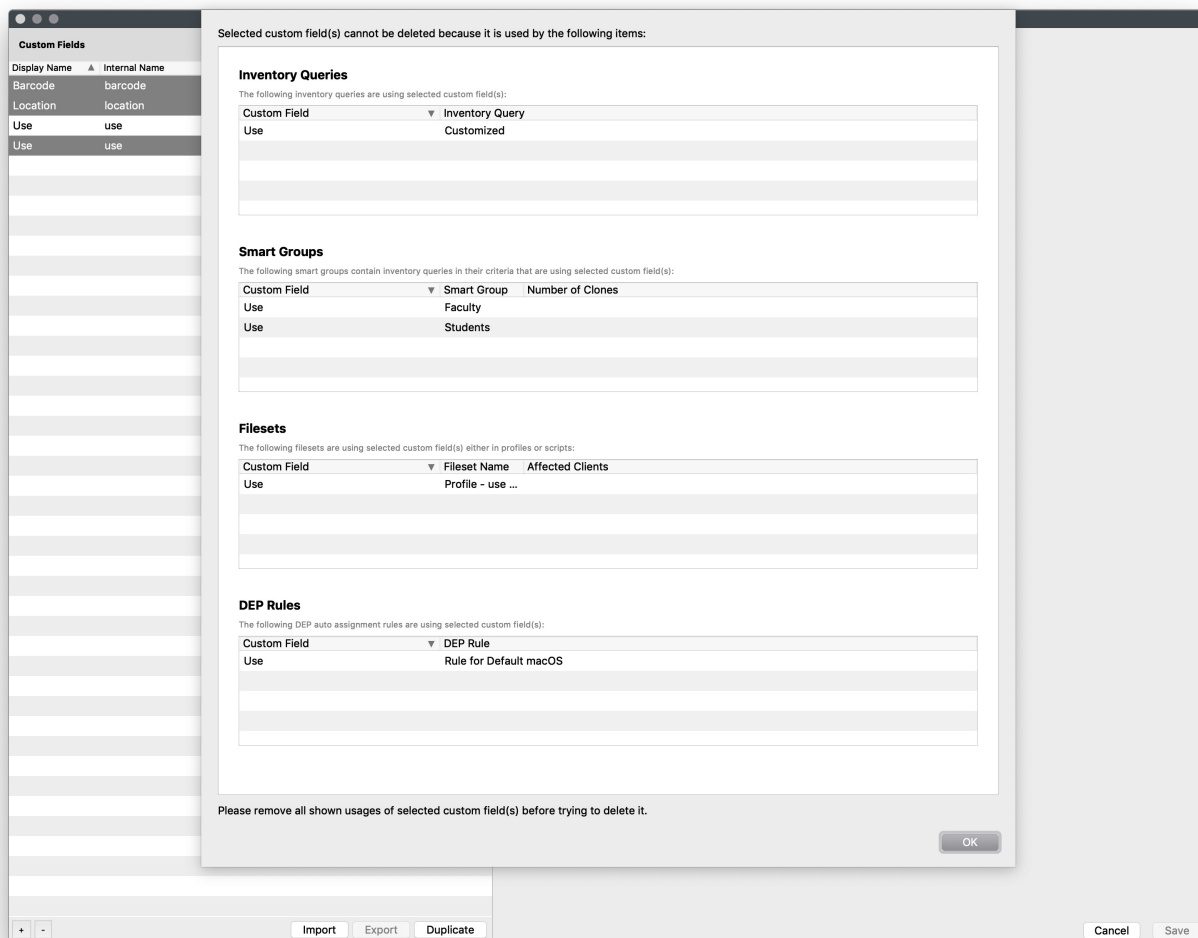 Selected custom field(s) cannot be deleted because it is used by the following items:
Custom Fields
Display Name ▲ Internal Name
Barcode barcode
Location location
Use use
Use use
Inventory Queries
The following inventory queries are using selected custom field(s):
Custom Field ▼ Inventory Query
Use Customized
Smart Groups
The following smart groups contain inventory queries in their criteria that are using selected custom field(s):
Custom Field ▼ Smart Group Number of Clones
Use Faculty
Use Students
Filesets
The following filesets are using selected custom field(s) either in profiles or scripts:
Custom Field ▼ Fileset Name Affected Clients
Use Profile - use ...
DEP Rules
The following DEP auto assignment rules are using selected custom field(s):
Custom Field ▼ DEP Rule
Use Rule for Default macOS
Please remove all shown usages of selected custom field(s) before trying to delete it.
OK
+ - Import Export Duplicate Cancel Save